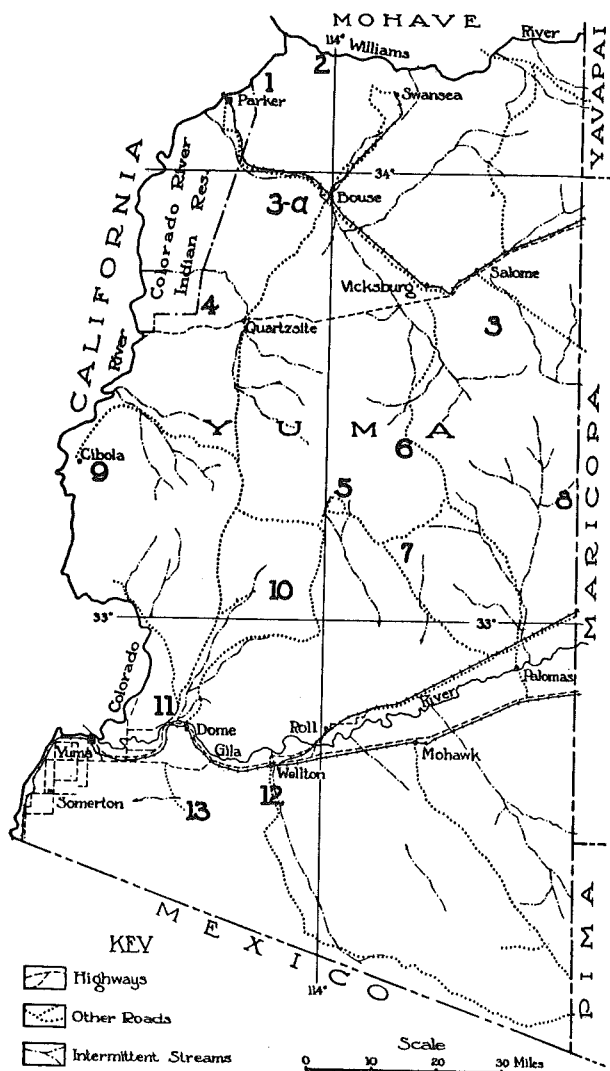 MOHAVE
114°
Williams
River
2
1
Parker
Swansea
YAVAPAI
34°
CALIFORNIA
Colorado River
Indian Res.
3-a
Bouse
Vicksburg
Salome
4
Quartzsite
3
River
YUMA
6
Cibola
9
5
8
MARICOPA
7
10
33°
33°
Colorado
Palomas
11
Dome
Roll
River
Yuma
Gila
Mohawk
Wellton
Somerton
13
12
MEXICO
PIMA
114°
KEY
Highways
Other Roads
Intermittent Streams
Scale
0 10 20 30 Miles